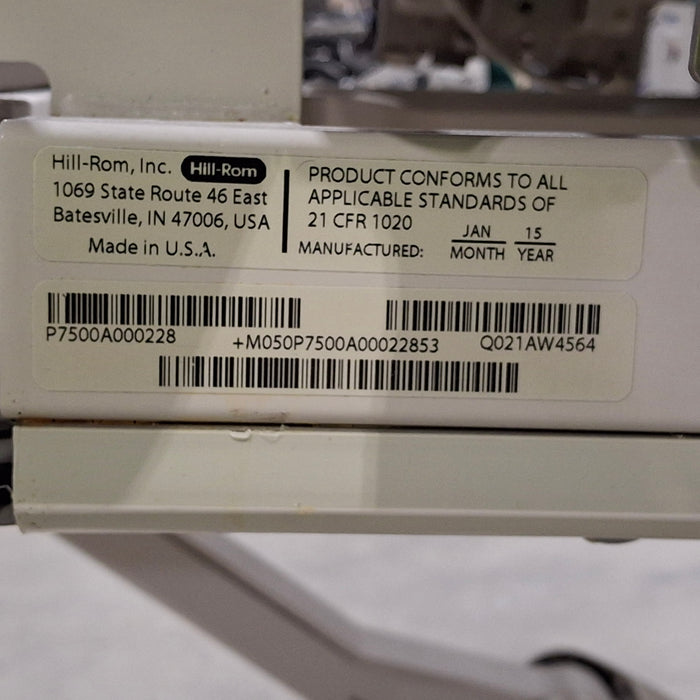 Hill-Rom, Inc. Hill-Rom
1069 State Route 46 East
Batesville, IN 47006, USA
Made in U.S.A.
PRODUCT CONFORMS TO ALL
APPLICABLE STANDARDS OF
21 CFR 1020
JAN 15
MANUFACTURED: MONTH YEAR
P7500A000228 +M050P7500A00022853 Q021AW4564